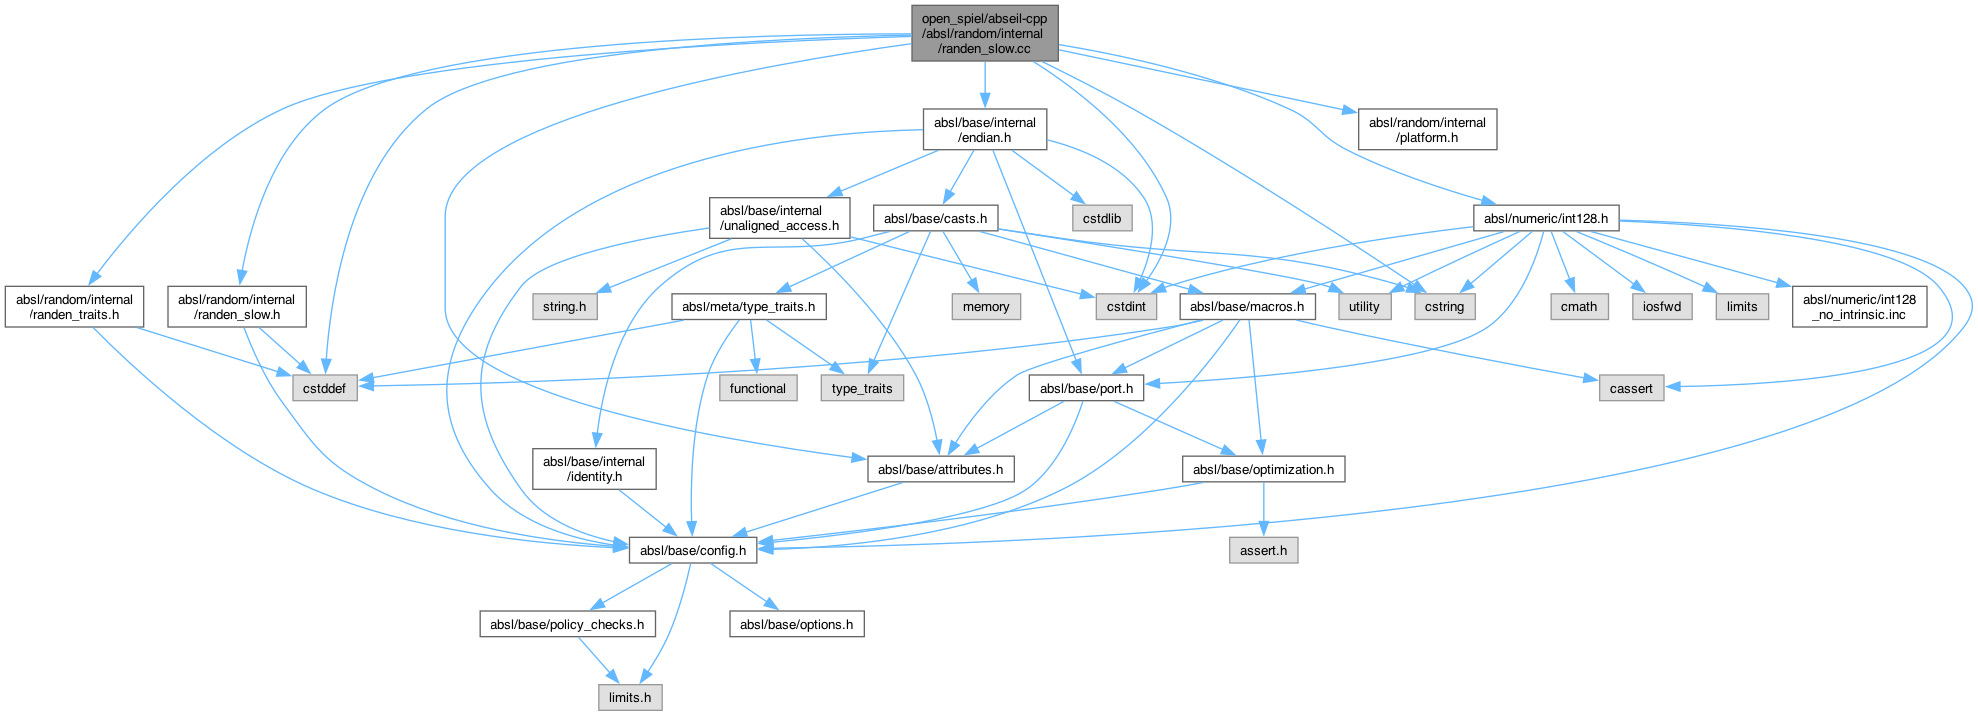 open_spiel/abseil-cpp
/absl/random/internal
/randen_slow.cc
absl/base/internal
/endian.h
absl/random/internal
/platform.h
absl/base/internal
/unaligned_access.h
absl/base/casts.h
cstdlib
absl/numeric/int128.h
absl/random/internal
/randen_traits.h
absl/random/internal
/randen_slow.h
string.h
absl/meta/type_traits.h
memory
cstdint
absl/base/macros.h
utility
cstring
cmath
iosfwd
limits
absl/numeric/int128
_no_intrinsic.inc
cstddef
functional
type_traits
absl/base/port.h
cassert
absl/base/internal
/identity.h
absl/base/attributes.h
absl/base/optimization.h
absl/base/config.h
assert.h
absl/base/policy_checks.h
absl/base/options.h
limits.h